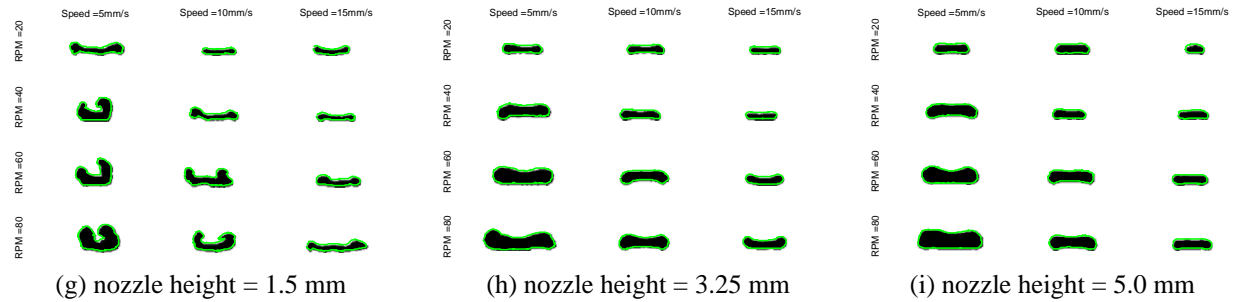 Speed =5mm/s Speed =10mm/s Speed =15mm/s
RPM =20
RPM =40
RPM =60
RPM =80
(g) nozzle height = 1.5 mm
Speed =5mm/s Speed =10mm/s Speed =15mm/s
RPM =20
RPM =40
RPM =60
RPM =80
(h) nozzle height = 3.25 mm
Speed =5mm/s Speed =10mm/s Speed =15mm/s
RPM =20
RPM =40
RPM =60
RPM =80
(i) nozzle height = 5.0 mm